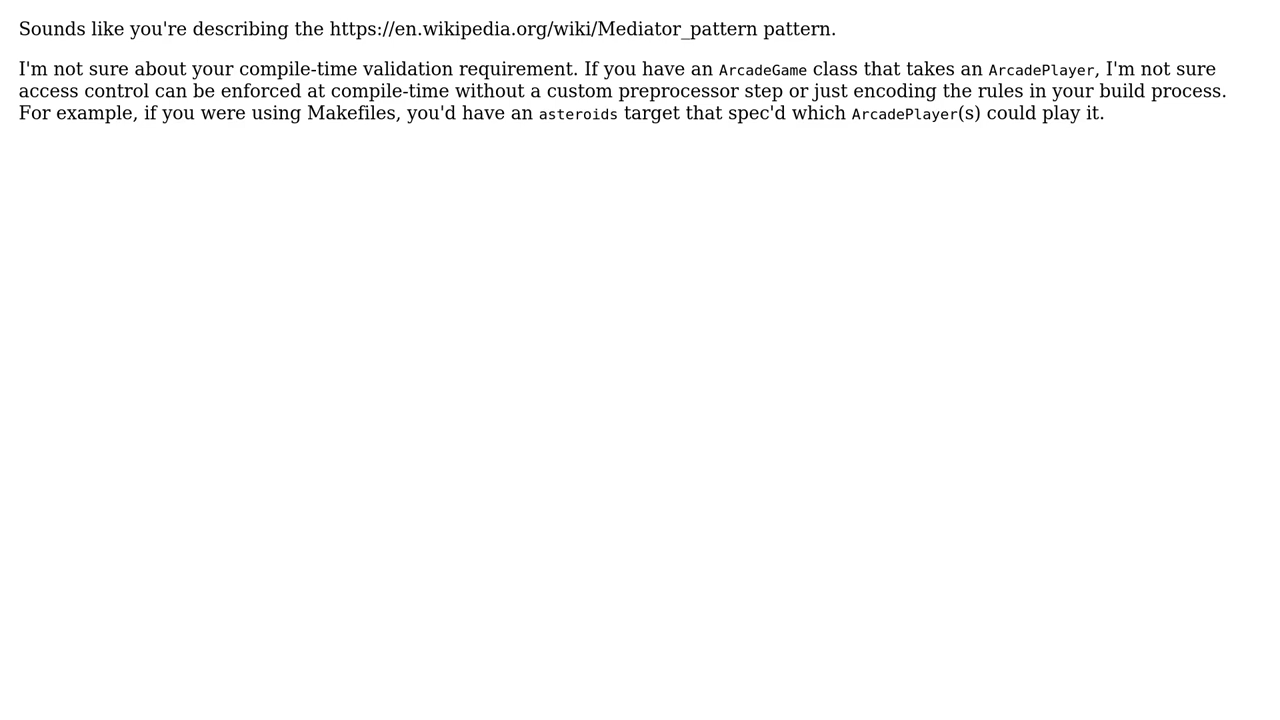 Sounds like you're describing the https://en.wikipedia.org/wiki/Mediator_pattern pattern.
I'm not sure about your compile-time validation requirement. If you have an ArcadeGame class that takes an ArcadePlayer, I'm not sure
access control can be enforced at compile-time without a custom preprocessor step or just encoding the rules in your build process.
For example, if you were using Makefiles, you'd have an asteroids target that spec'd which ArcadePlayer(s) could play it.